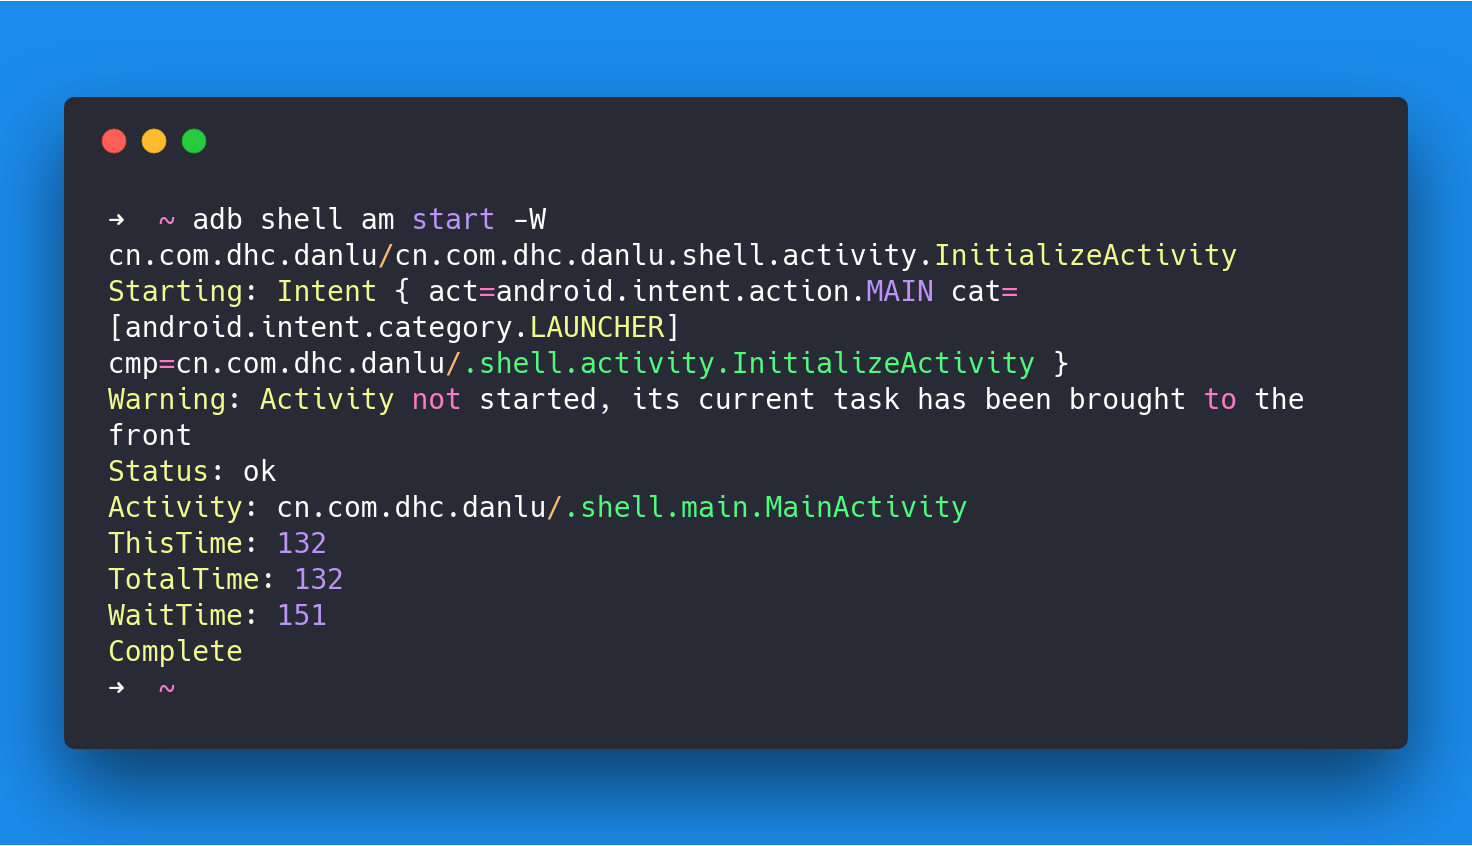 ➜  ~ adb shell am start -W
cn.com.dhc.danlu/cn.com.dhc.danlu.shell.activity.InitializeActivity
Starting: Intent { act=android.intent.action.MAIN cat=
[android.intent.category.LAUNCHER]
cmp=cn.com.dhc.danlu/.shell.activity.InitializeActivity }
Warning: Activity not started, its current task has been brought to the
front
Status: ok
Activity: cn.com.dhc.danlu/.shell.main.MainActivity
ThisTime: 132
TotalTime: 132
WaitTime: 151
Complete
➜  ~